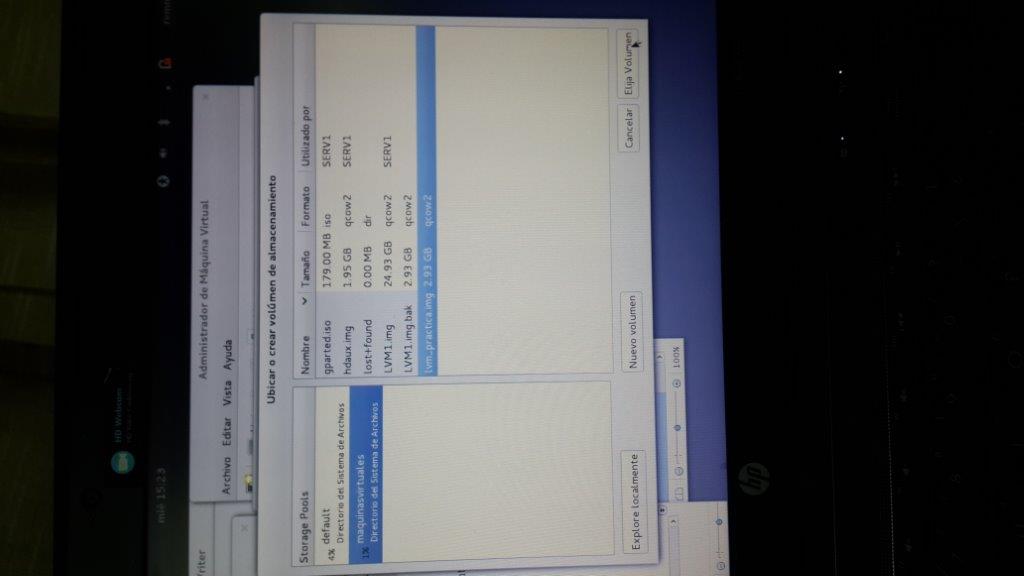 HD Webcam
mié 15:23
Administrador de Máquina Virtual
Archivo Editar Vista Ayuda
Ubicar o crear volúmen de almacenamiento
Storage Pools
4% default
Directorio del Sistema de Archivos
1% maquinasvirtuales
Directorio del Sistema de Archivos
Nombre Tamaño Formato Utilizado por
gparted.iso 179.00 MB iso SERV1
hdaux.img 1.95 GB qcow2 SERV1
lost+found 0.00 MB dir
LVM1.img 24.93 GB qcow2 SERV1
LVM1.img.bak 2.93 GB qcow2
lvm_practica.img 2.93 GB qcow2
Explore localmente Nuevo volumen Cancelar Elija Volumen
100%
hp